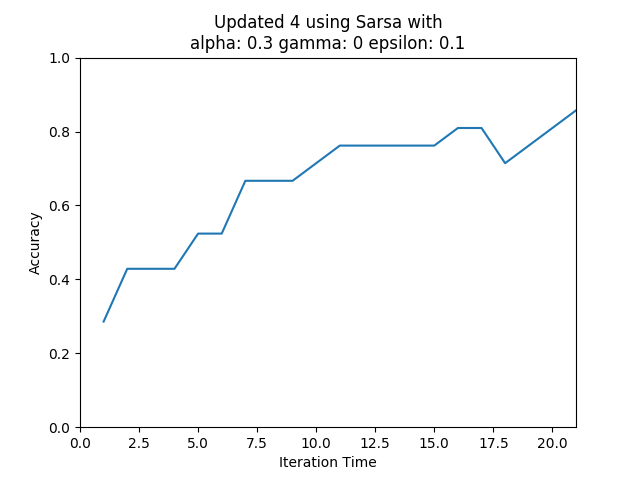 Updated 4 using Sarsa with
alpha: 0.3 gamma: 0 epsilon: 0.1
1.0
0.8
0.6
0.4
0.2
0.0
Accuracy
0.0 2.5 5.0 7.5 10.0 12.5 15.0 17.5 20.0
Iteration Time